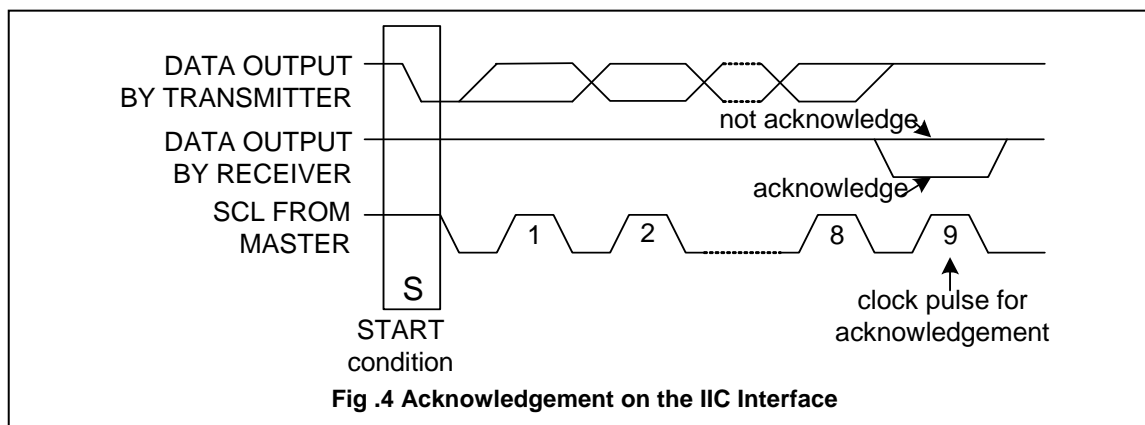 DATA OUTPUT
BY TRANSMITTER
not acknowledge
DATA OUTPUT
BY RECEIVER
acknowledge
SCL FROM
MASTER
1
2
8
9
S
START
condition
clock pulse for
acknowledgement
Fig .4 Acknowledgement on the IIC Interface